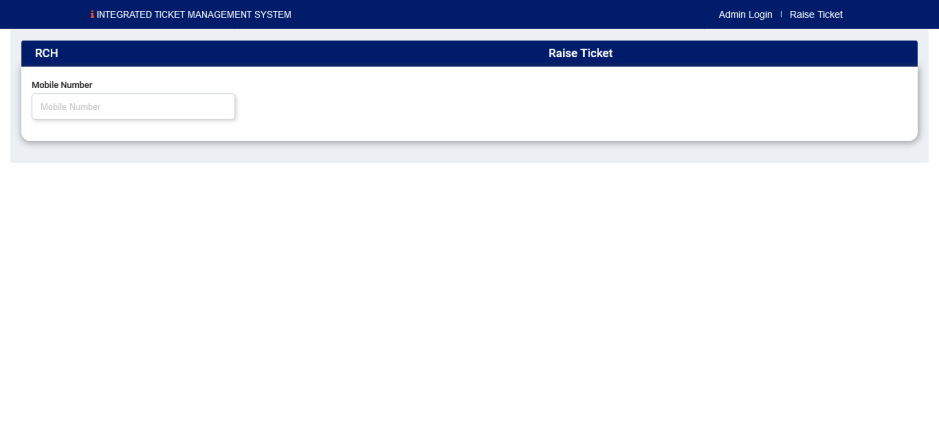 i INTEGRATED TICKET MANAGEMENT SYSTEM
Admin Login | Raise Ticket
RCH
Raise Ticket
Mobile Number
Mobile Number